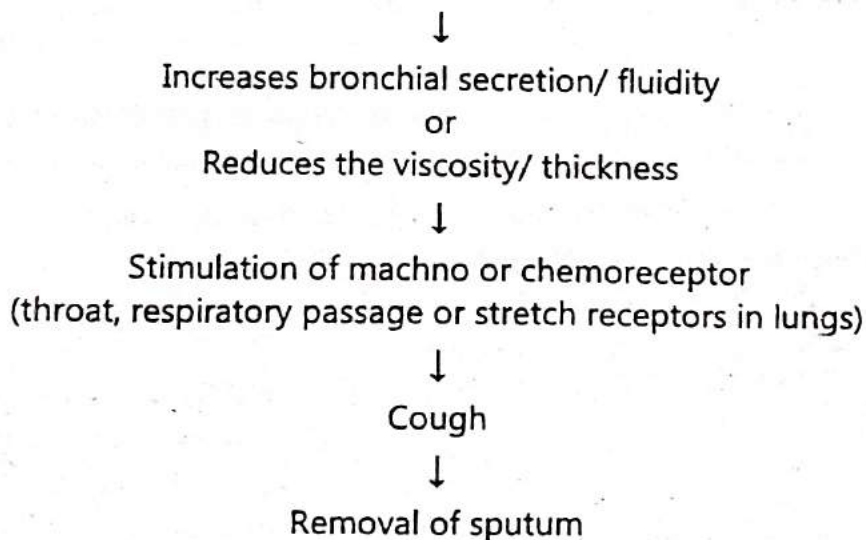 ↓
Increases bronchial secretion/ fluidity
or
Reduces the viscosity/ thickness
↓
Stimulation of machno or chemoreceptor
(throat, respiratory passage or stretch receptors in lungs)
↓
Cough
↓
Removal of sputum